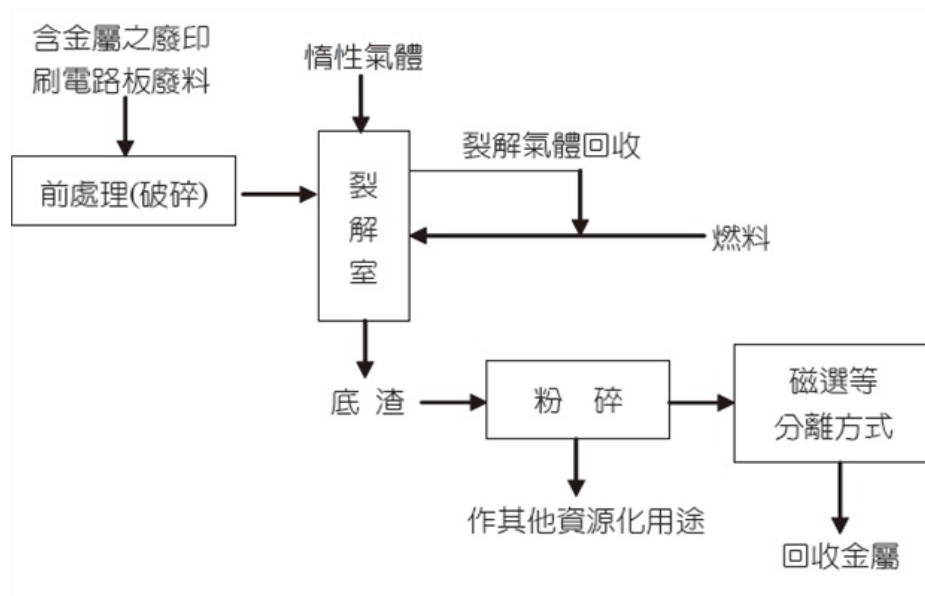 含金屬之廢印
刷電路板廢料
惰性氣體
裂解氣體回收
前處理(破碎)
裂
解
室
燃料
底 渣
粉 碎
磁選等
分離方式
作其他資源化用途
回收金屬